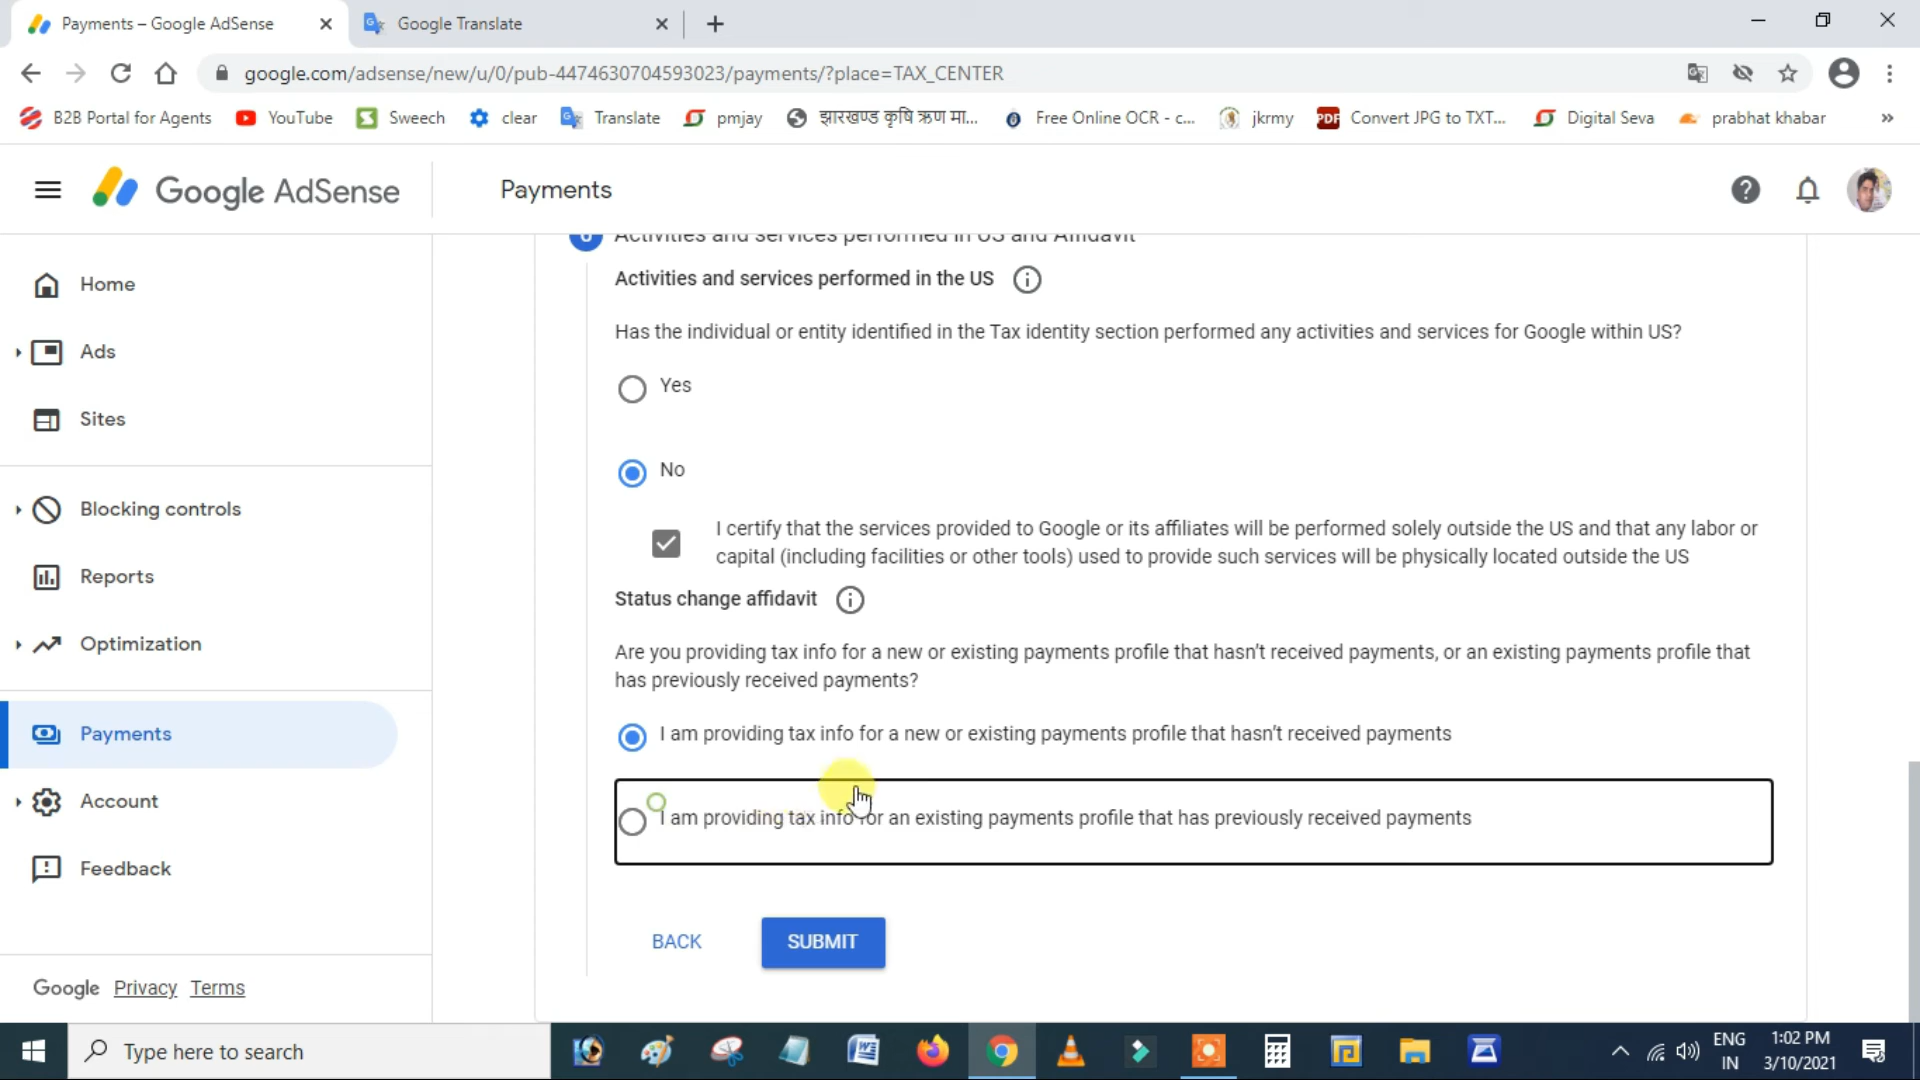 Payments – Google AdSense
Google Translate
google.com/adsense/new/u/0/pub-4474630704593023/payments/?place=TAX_CENTER
B2B Portal for Agents
YouTube
Sweech
clear
Translate
pmjay
झारखण्ड कृषि ऋण मा...
Free Online OCR - c...
jkrmy
Convert JPG to TXT...
Digital Seva
prabhat khabar
Google AdSense
Payments
Home
Ads
Sites
Blocking controls
Reports
Optimization
Payments
Account
Feedback
Google Privacy Terms
6 Activities and services performed in US and Affidavit
Activities and services performed in the US
Has the individual or entity identified in the Tax identity section performed any activities and services for Google within US?
Yes
No
I certify that the services provided to Google or its affiliates will be performed solely outside the US and that any labor or
capital (including facilities or other tools) used to provide such services will be physically located outside the US
Status change affidavit
Are you providing tax info for a new or existing payments profile that hasn't received payments, or an existing payments profile that
has previously received payments?
I am providing tax info for a new or existing payments profile that hasn't received payments
I am providing tax info for an existing payments profile that has previously received payments
BACK
SUBMIT
Type here to search
ENG
IN
1:02 PM
3/10/2021